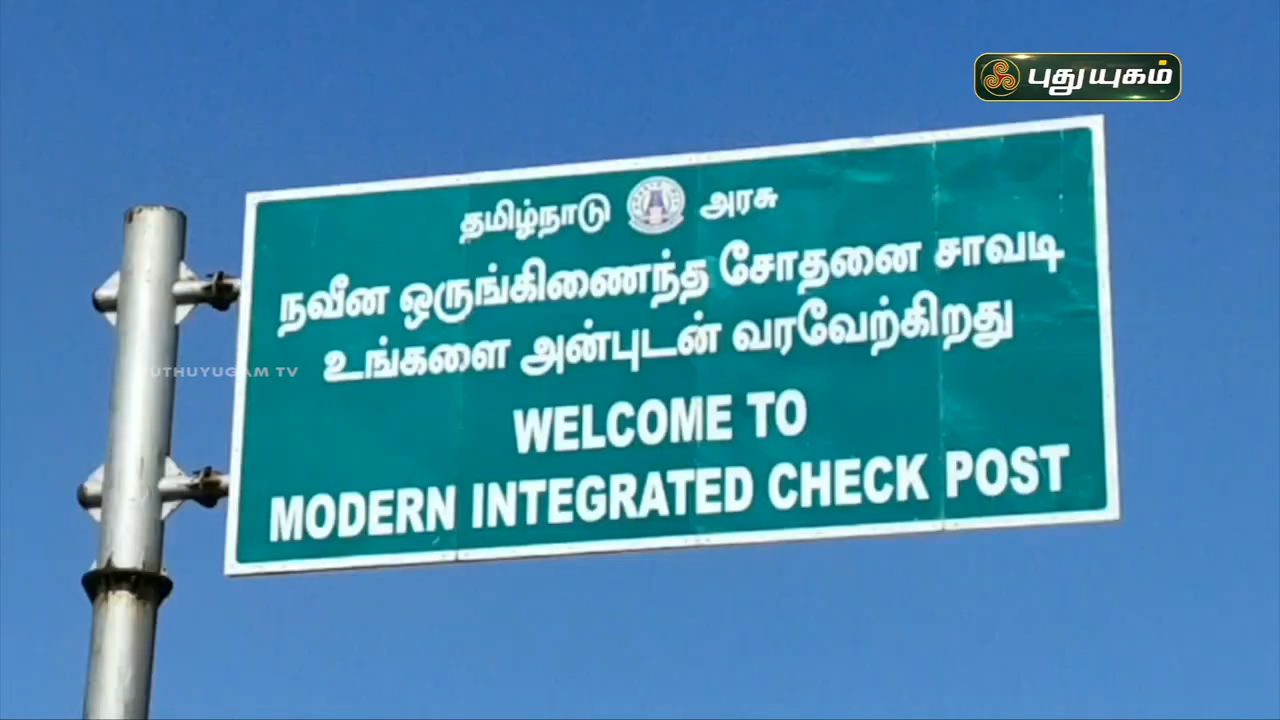 புதுயுகம்
தமிழ்நாடு அரசு
நவீன ஒருங்கிணைந்த சோதனை சாவடி
உங்களை அன்புடன் வரவேற்கிறது
UTHUYUGAM TV
WELCOME TO
MODERN INTEGRATED CHECK POST